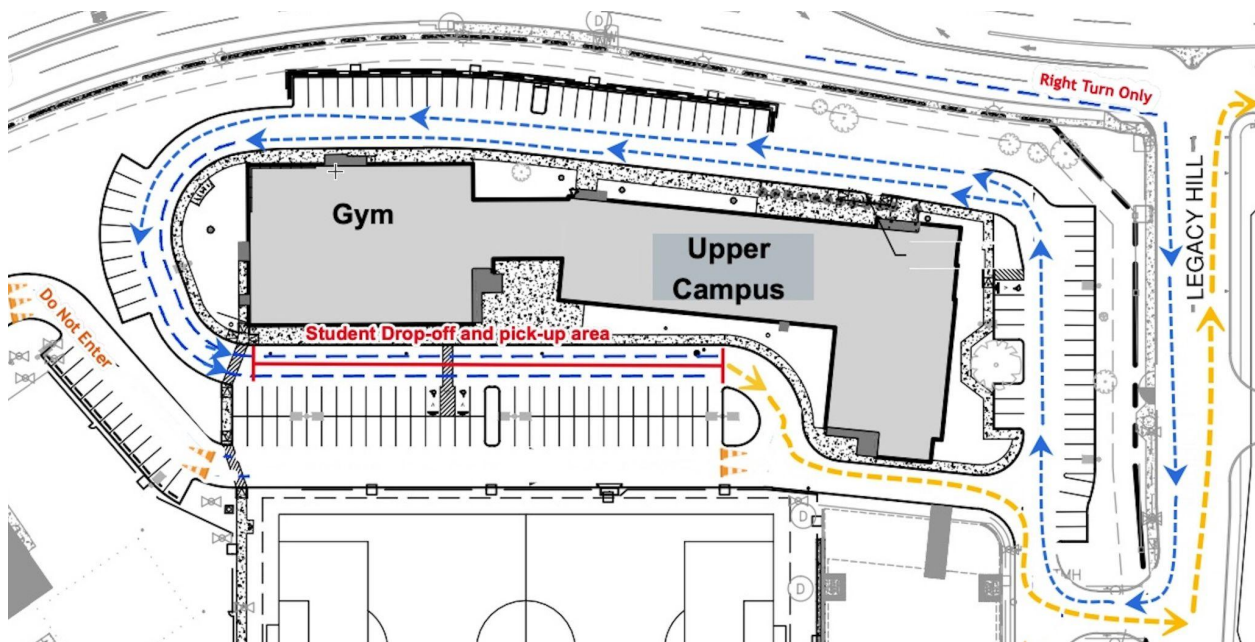 D
D
Right Turn Only
- LEGACY HILL -
Gym
Upper
Campus
Do Not Enter
Student Drop-off and pick-up area
D
D